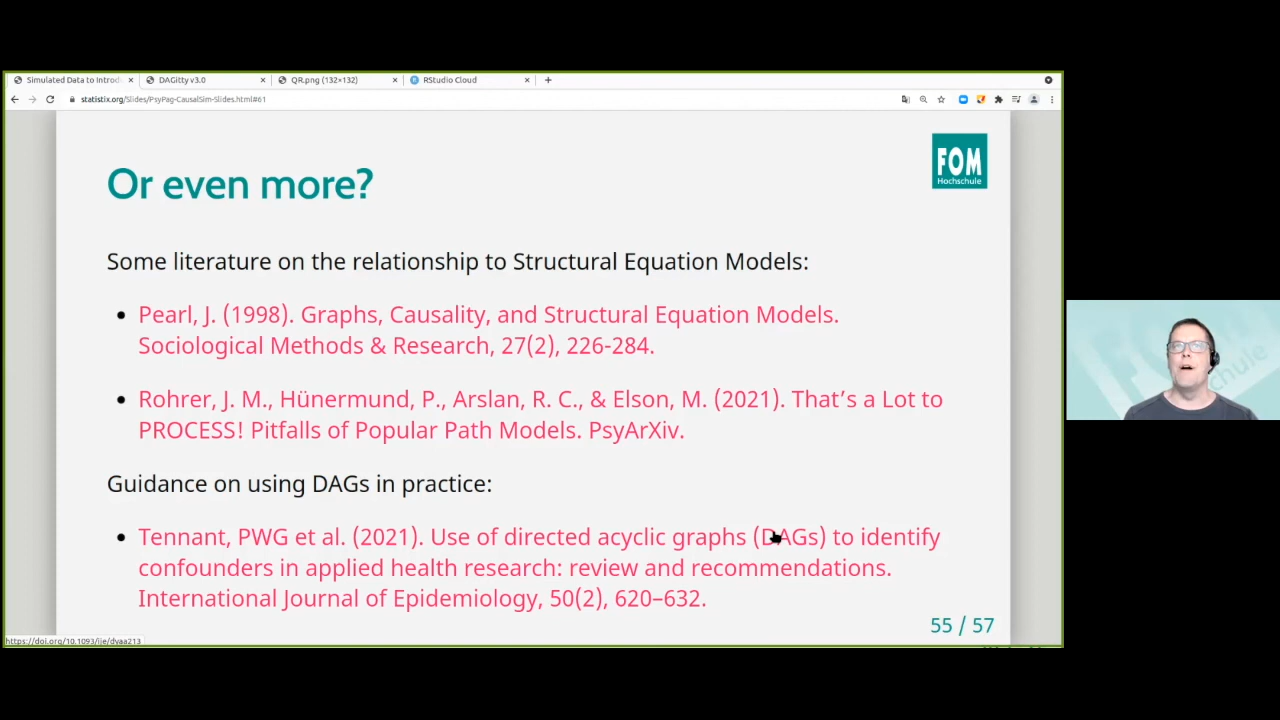 Simulated Data to Introd
DAGitty v3.0
QR.png (132×132)
RStudio Cloud
statistix.org/Slides/PsyPag-CausalSim-Slides.html#61
FOM
Hochschule
Or even more?
Some literature on the relationship to Structural Equation Models:
Pearl, J. (1998). Graphs, Causality, and Structural Equation Models.
Sociological Methods & Research, 27(2), 226-284.
Rohrer, J. M., Hünermund, P., Arslan, R. C., & Elson, M. (2021). That’s a Lot to
PROCESS! Pitfalls of Popular Path Models. PsyArXiv.
Guidance on using DAGs in practice:
Tennant, PWG et al. (2021). Use of directed acyclic graphs (DAGs) to identify
confounders in applied health research: review and recommendations.
International Journal of Epidemiology, 50(2), 620–632.
55 / 57
https://doi.org/10.1093/ije/dyaa213